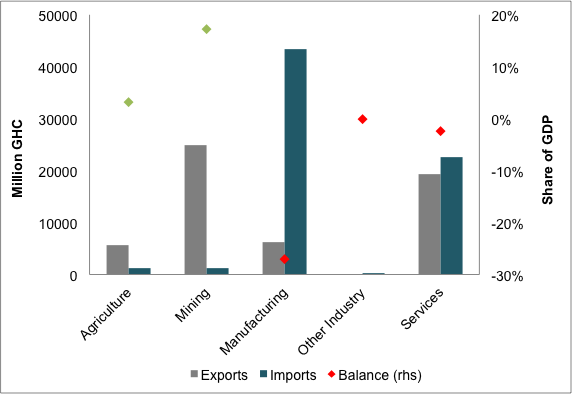 50000
40000
30000
20000
10000
0
Million GHC
20%
10%
0%
-10%
-20%
-30%
Share of GDP
Agriculture
Mining
Manufacturing
Other Industry
Services
Exports Imports Balance (rhs)